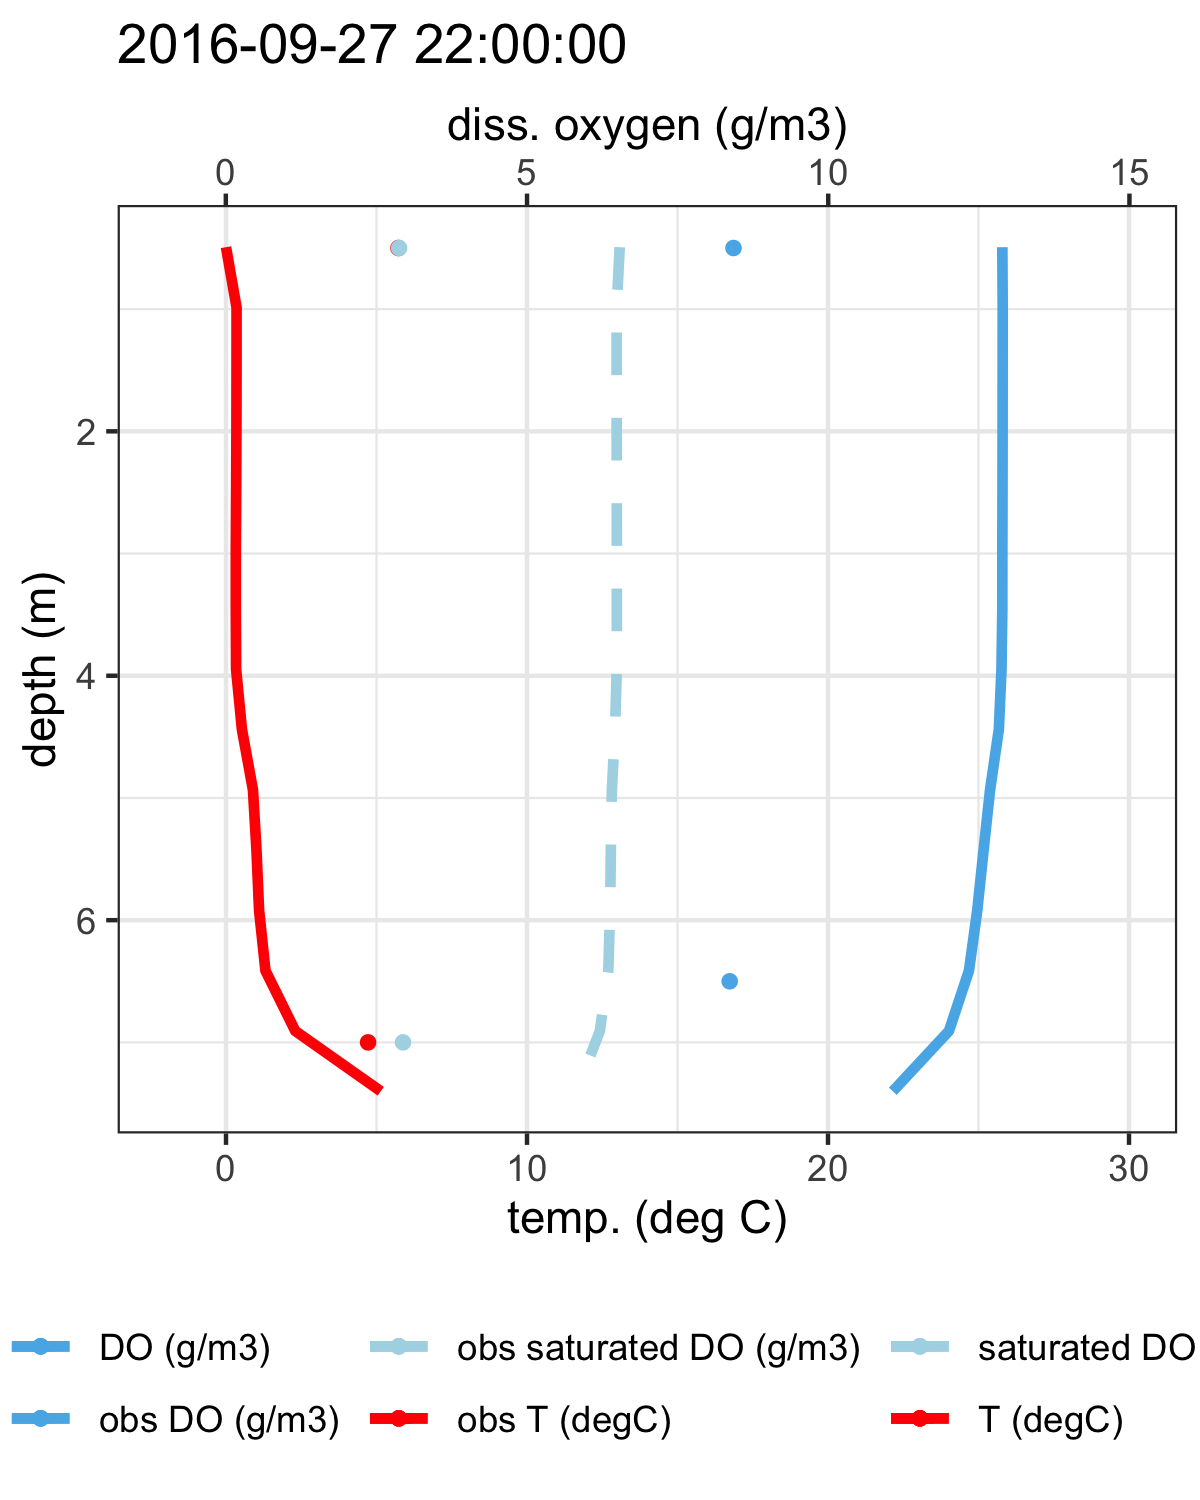 2016-09-27 22:00:00
diss. oxygen (g/m3)
0 5 10 15
depth (m)
2
4
6
0 10 20 30
temp. (deg C)
DO (g/m3) obs saturated DO (g/m3) saturated DO
obs DO (g/m3) obs T (degC) T (degC)